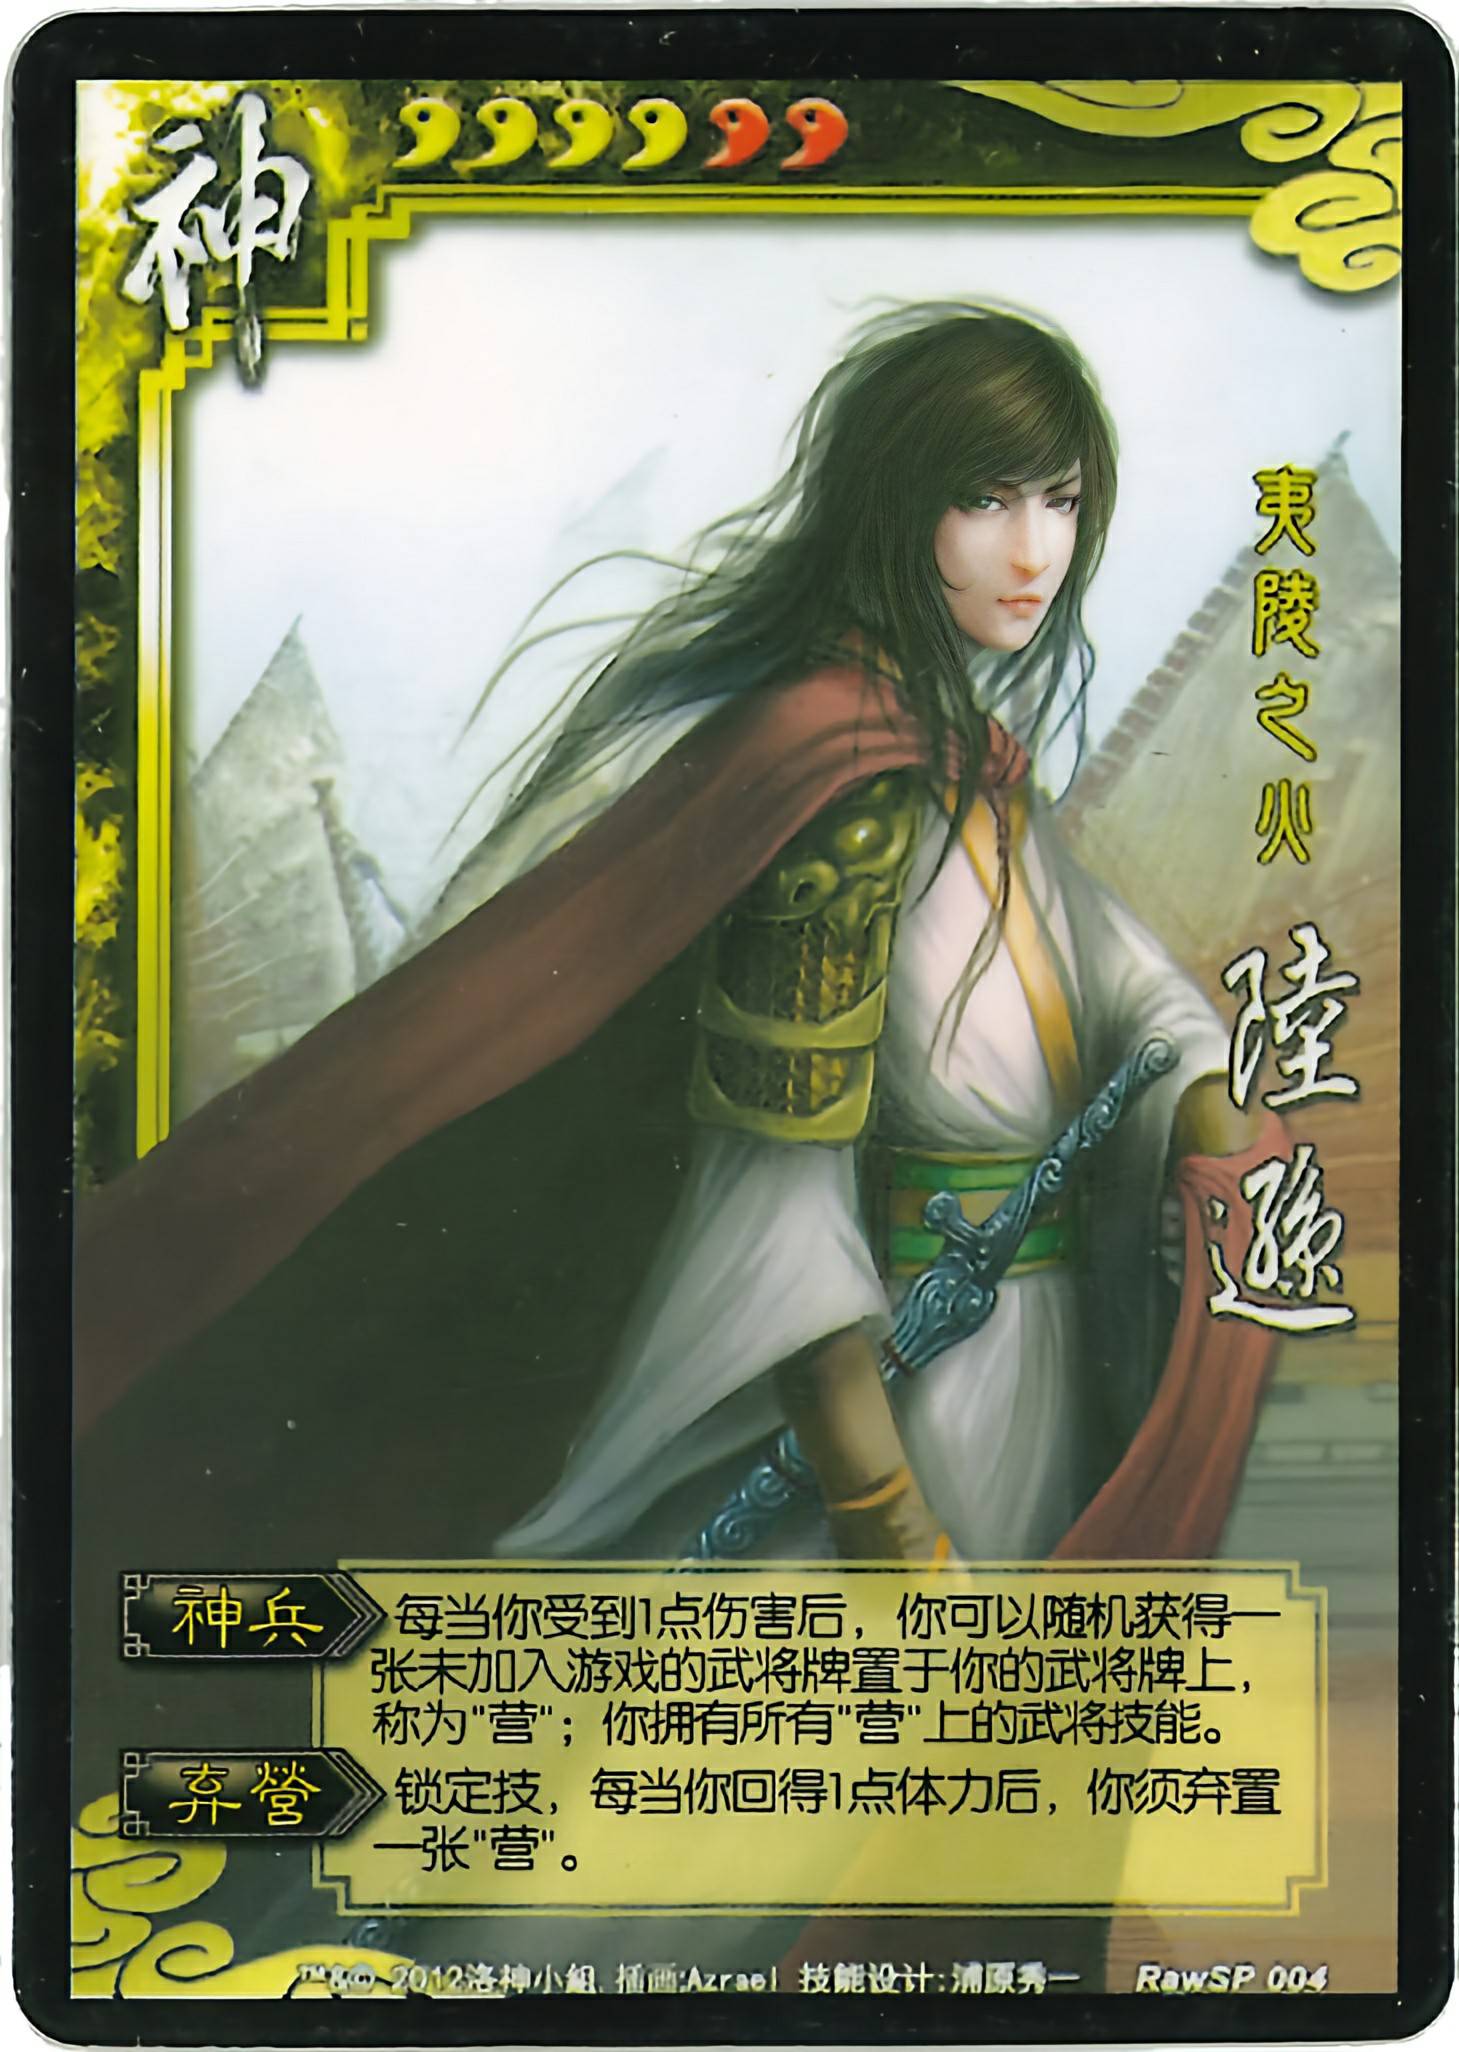 神
夷陵之火
陸遜
神兵
每当你受到1点伤害后，你可以随机获得一
张未加入游戏的武将牌置于你的武将牌上，
称为"营"；你拥有所有"营"上的武将技能。
弃營
锁定技，每当你回得1点体力后，你须弃置
一张"营"。
™&© 2012洛神小组. 插画:Azrael 技能设计:浦原秀一 RawSP 004